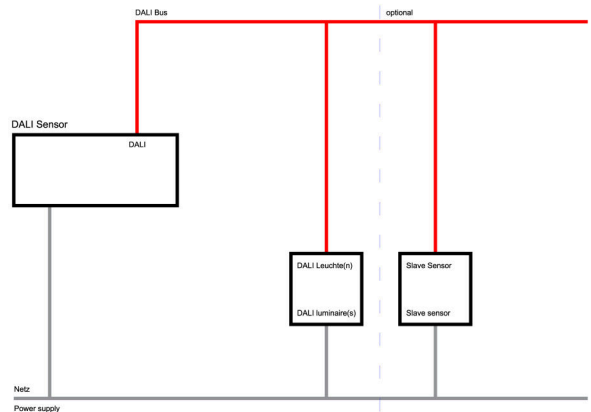 DALI Bus
optional
DALI Sensor
DALI
DALI Leuchte(n)
DALI luminaire(s)
Slave Sensor
Slave sensor
Netz
Power supply